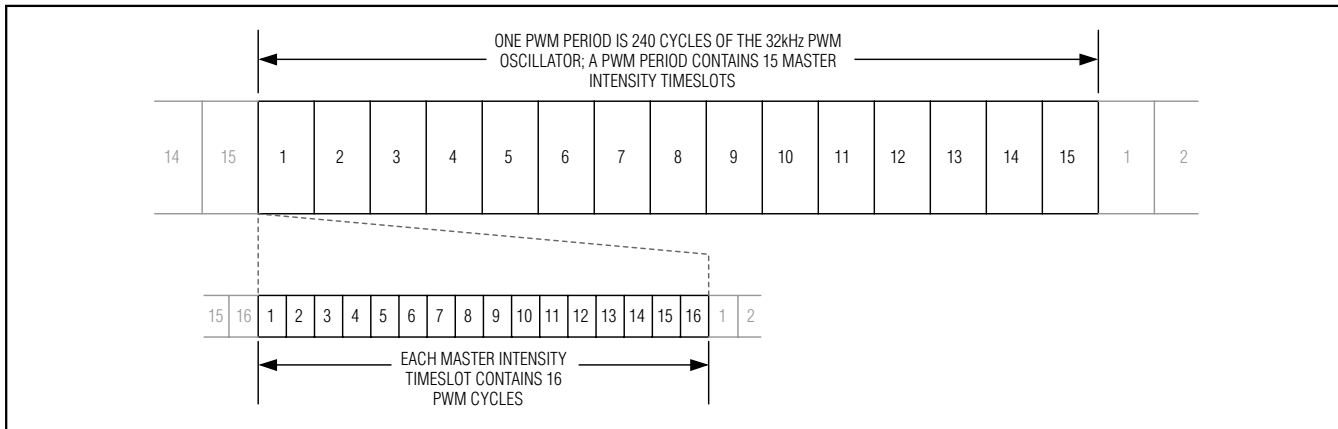 ONE PWM PERIOD IS 240 CYCLES OF THE 32kHz PWM
OSCILLATOR; A PWM PERIOD CONTAINS 15 MASTER
INTENSITY TIMESLOTS
14 15 1 2 3 4 5 6 7 8 9 10 11 12 13 14 15 1 2
15 16 1 2 3 4 5 6 7 8 9 10 11 12 13 14 15 16 1 2
EACH MASTER INTENSITY
TIMESLOT CONTAINS 16
PWM CYCLES